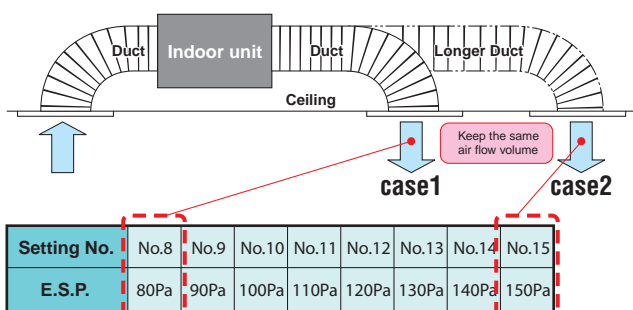 Duct Indoor unit Duct Longer Duct
Ceiling
Keep the same
air flow volume
case1 case2
Setting No. No.8 No.9 No.10 No.11 No.12 No.13 No.14 No.15
E.S.P. 80Pa 90Pa 100Pa 110Pa 120Pa 130Pa 140Pa 150Pa